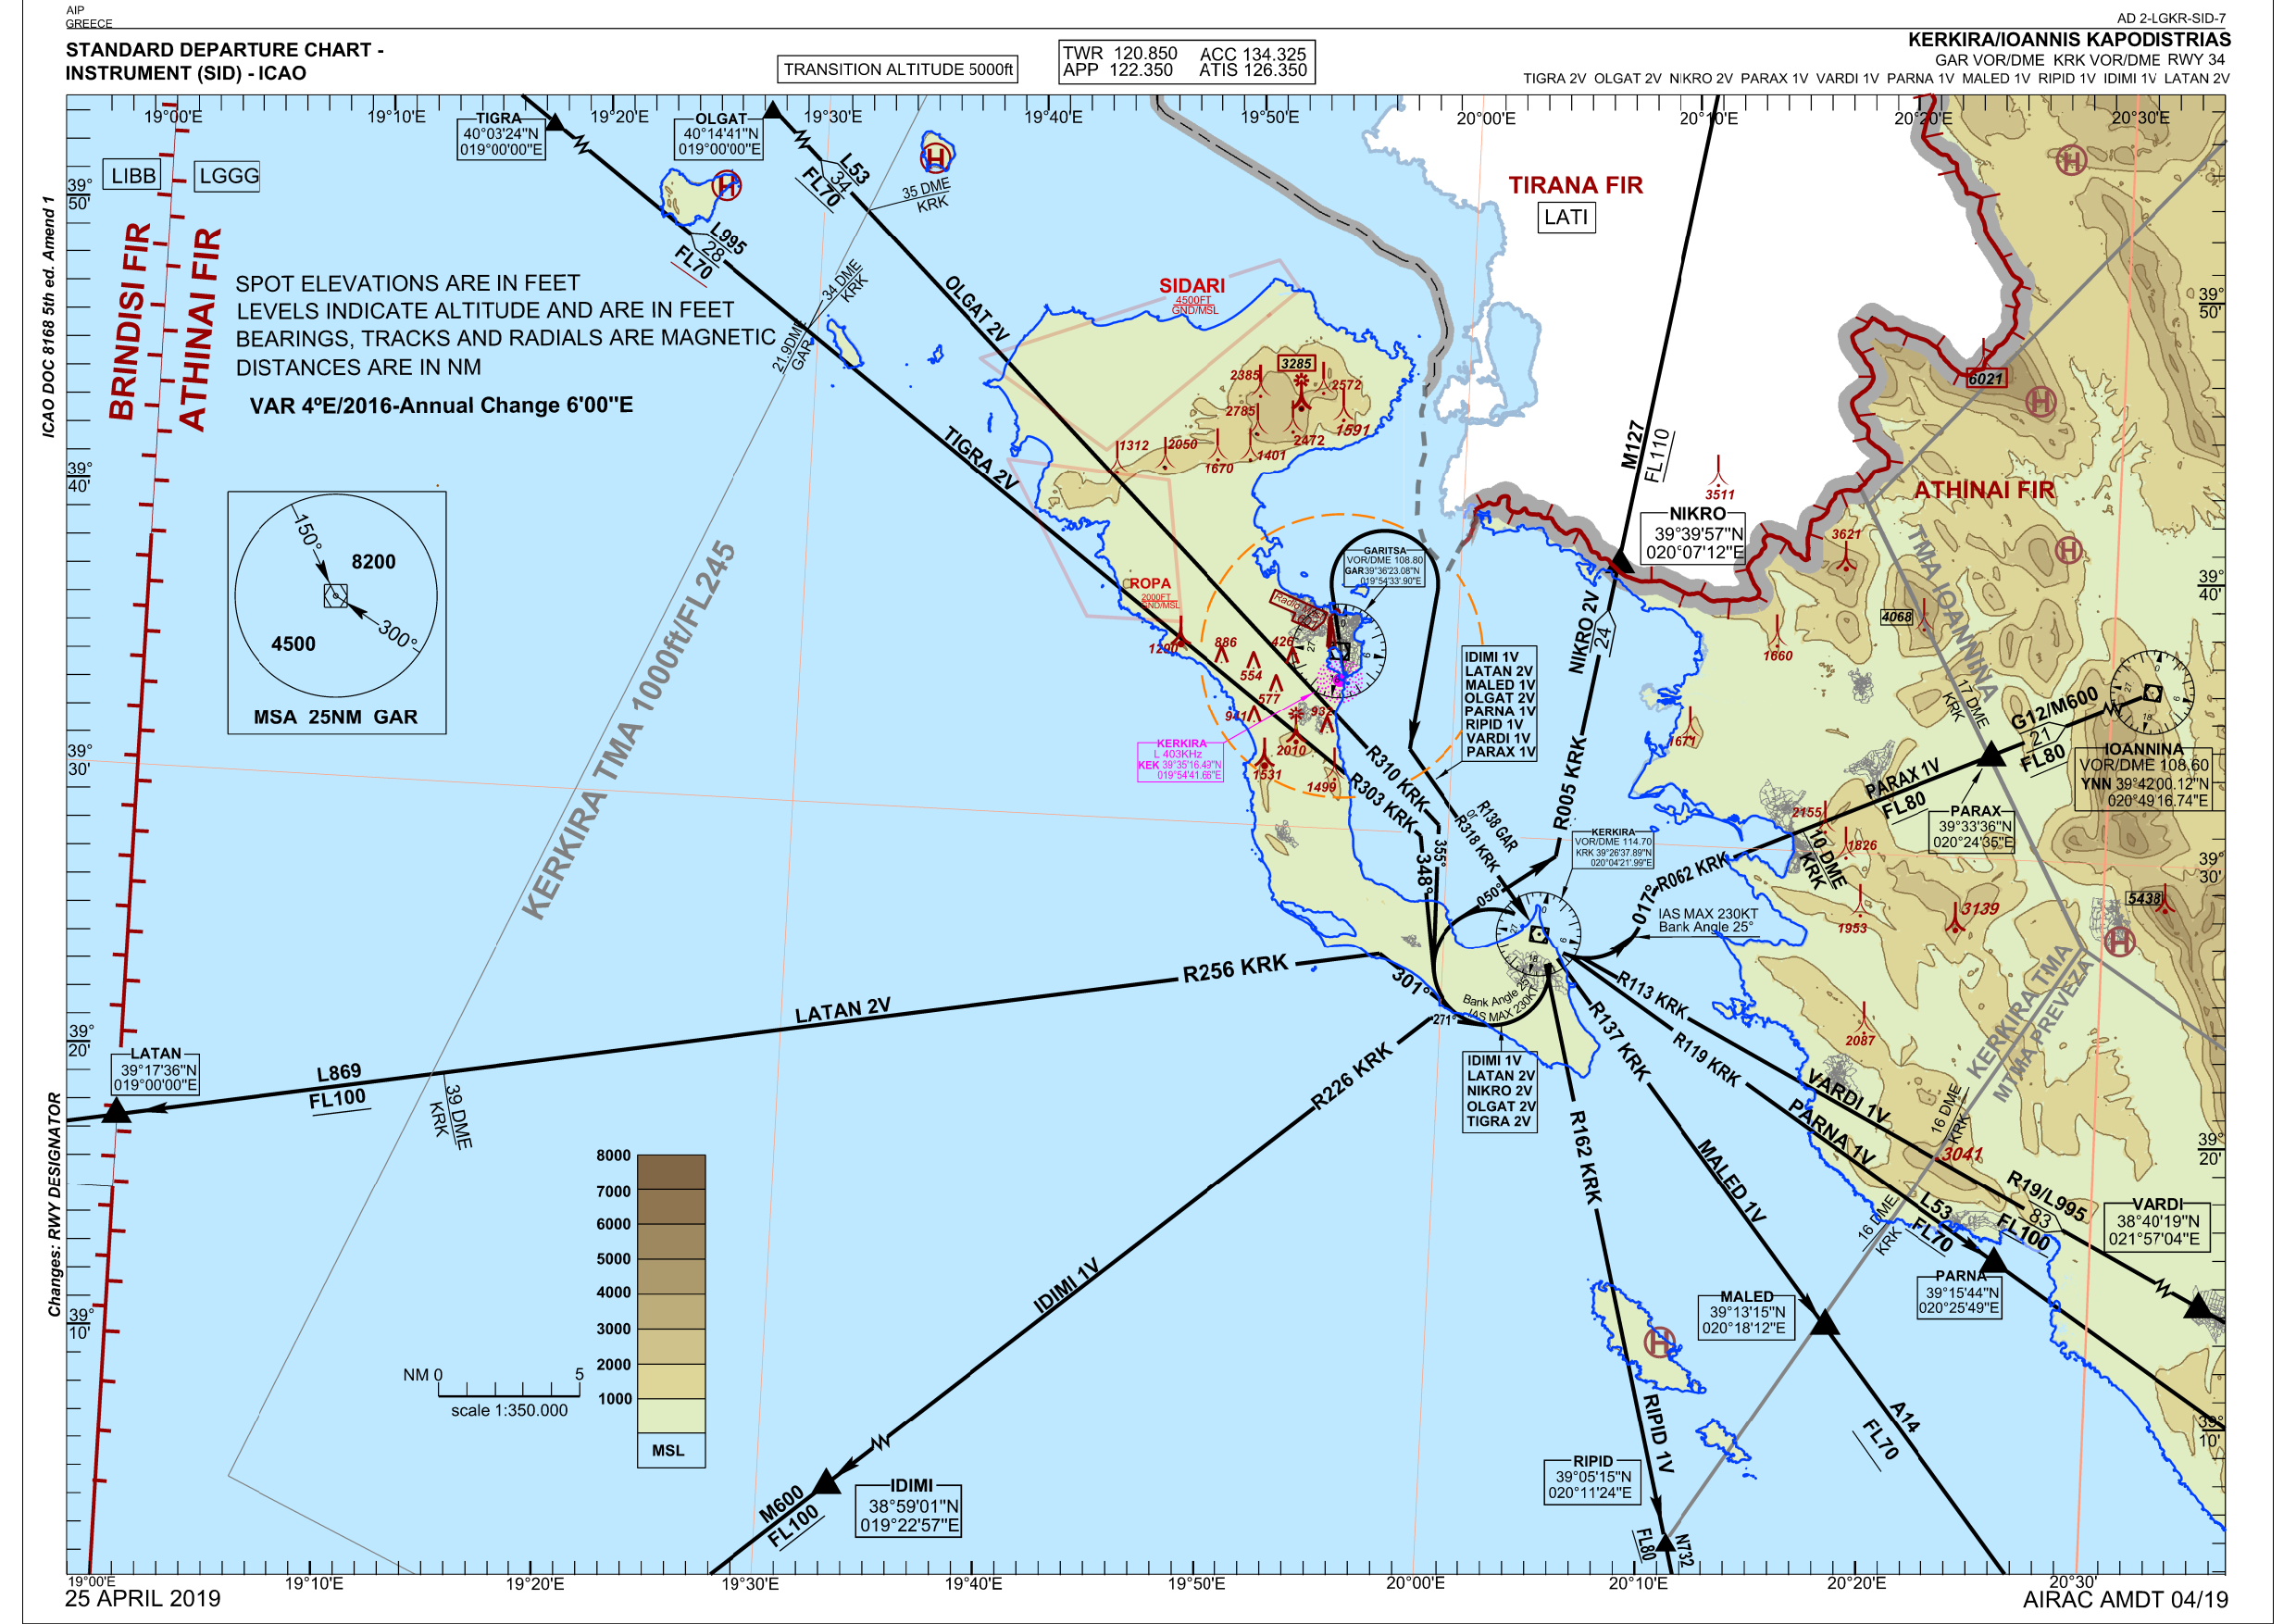 AIP
GREECE
AD 2-LGKR-SID-7
STANDARD DEPARTURE CHART -
INSTRUMENT (SID) - ICAO
TRANSITION ALTITUDE 5000ft
TWR 120.850 ACC 134.325
APP 122.350 ATIS 126.350
KERKIRA/IOANNIS KAPODISTRIAS
GAR VOR/DME KRK VOR/DME RWY 34
TIGRA 2V OLGAT 2V NIKRO 2V PARAX 1V VARDI 1V PARNA 1V MALED 1V RIPID 1V IDIMI 1V LATAN 2V
19°00'E
19°10'E
19°20'E
19°30'E
19°40'E
19°50'E
20°00'E
20°10'E
20°20'E
20°30'E
TIGRA
40°03'24"N
019°00'00"E
OLGAT
40°14'41"N
019°00'00"E
LIBB
LGGG
BRINDISI FIR
ATHINAI FIR
ICAO DOC 8168 5th ed. Amend 1
39°
50'
39°
40'
39°
30'
39°
20'
39°
10'
L53
34
FL70
35 DME
KRK
L995
28
FL70
34 DME
KRK
21.9DME
GAR
SPOT ELEVATIONS ARE IN FEET
LEVELS INDICATE ALTITUDE AND ARE IN FEET
BEARINGS, TRACKS AND RADIALS ARE MAGNETIC
DISTANCES ARE IN NM
VAR 4ºE/2016-Annual Change 6'00"E
OLGAT 2V
TIGRA 2V
TIRANA FIR
LATI
SIDARI
4500FT
GND/MSL
3285
2385
2572
2785
2472
1591
1312
2050
1670
1401
M127
FL110
3511
6021
ATHINAI FIR
H
H
H
H
H
H
H
NIKRO
39°39'57"N
020°07'12"E
3621
4068
1660
1671
TMA IOANNINA
17 DME
KRK
150°
8200
300°
4500
MSA 25NM GAR
KERKIRA TMA 1000ft/FL245
ROPA
2000FT
GND/MSL
1200
886
554
426
577
941
932
2010
1531
1499
GARITSA
VOR/DME 108.80
GAR 39°36'23.08"N
019°54'33.90"E
KERKIRA
L 403KHz
KEK 39°35'16.49"N
019°54'41.66"E
IDIMI 1V
LATAN 2V
MALED 1V
OLGAT 2V
PARNA 1V
RIPID 1V
VARDI 1V
PARAX 1V
NIKRO 2V
24
R005 KRK
R310 KRK
R303 KRK
R138 GAR
or
R318 KRK
348°
355°
050°
KERKIRA
VOR/DME 114.70
KRK 39°26'37.89"N
020°04'21.99"E
017°
R062 KRK
IAS MAX 230KT
Bank Angle 25°
10 DME
KRK
PARAX 1V
FL80
G12/M600
21
FL80
IOANNINA
VOR/DME 108.60
YNN 39°42'00.12"N
020°49'16.74"E
PARAX
39°33'36"N
020°24'35"E
2155
1826
1953
3139
5438
2087
3041
39°
50'
39°
40'
39°
30'
39°
20'
39°
10'
R256 KRK
LATAN 2V
301°
271°
Bank Angle 25°
IAS MAX 230KT
IDIMI 1V
LATAN 2V
NIKRO 2V
OLGAT 2V
TIGRA 2V
LATAN
39°17'36"N
019°00'00"E
L869
FL100
39 DME
KRK
R226 KRK
IDIMI 1V
R113 KRK
R119 KRK
R137 KRK
R162 KRK
VARDI 1V
PARNA 1V
MALED 1V
RIPID 1V
KERKIRA TMA
MTMA PREVEZA
16 DME
KRK
16 DME
KRK
R19/L995
83
FL100
L53
FL70
VARDI
38°40'19"N
021°57'04"E
PARNA
39°15'44"N
020°25'49"E
MALED
39°13'15"N
020°18'12"E
A14
FL70
RIPID
39°05'15"N
020°11'24"E
FL80
N732
M600
FL100
IDIMI
38°59'01"N
019°22'57"E
8000
7000
6000
5000
4000
3000
2000
1000
MSL
NM 0
5
scale 1:350.000
Changes: RWY DESIGNATOR
19°00'E
19°10'E
19°20'E
19°30'E
19°40'E
19°50'E
20°00'E
20°10'E
20°20'E
20°30'
25 APRIL 2019
AIRAC AMDT 04/19